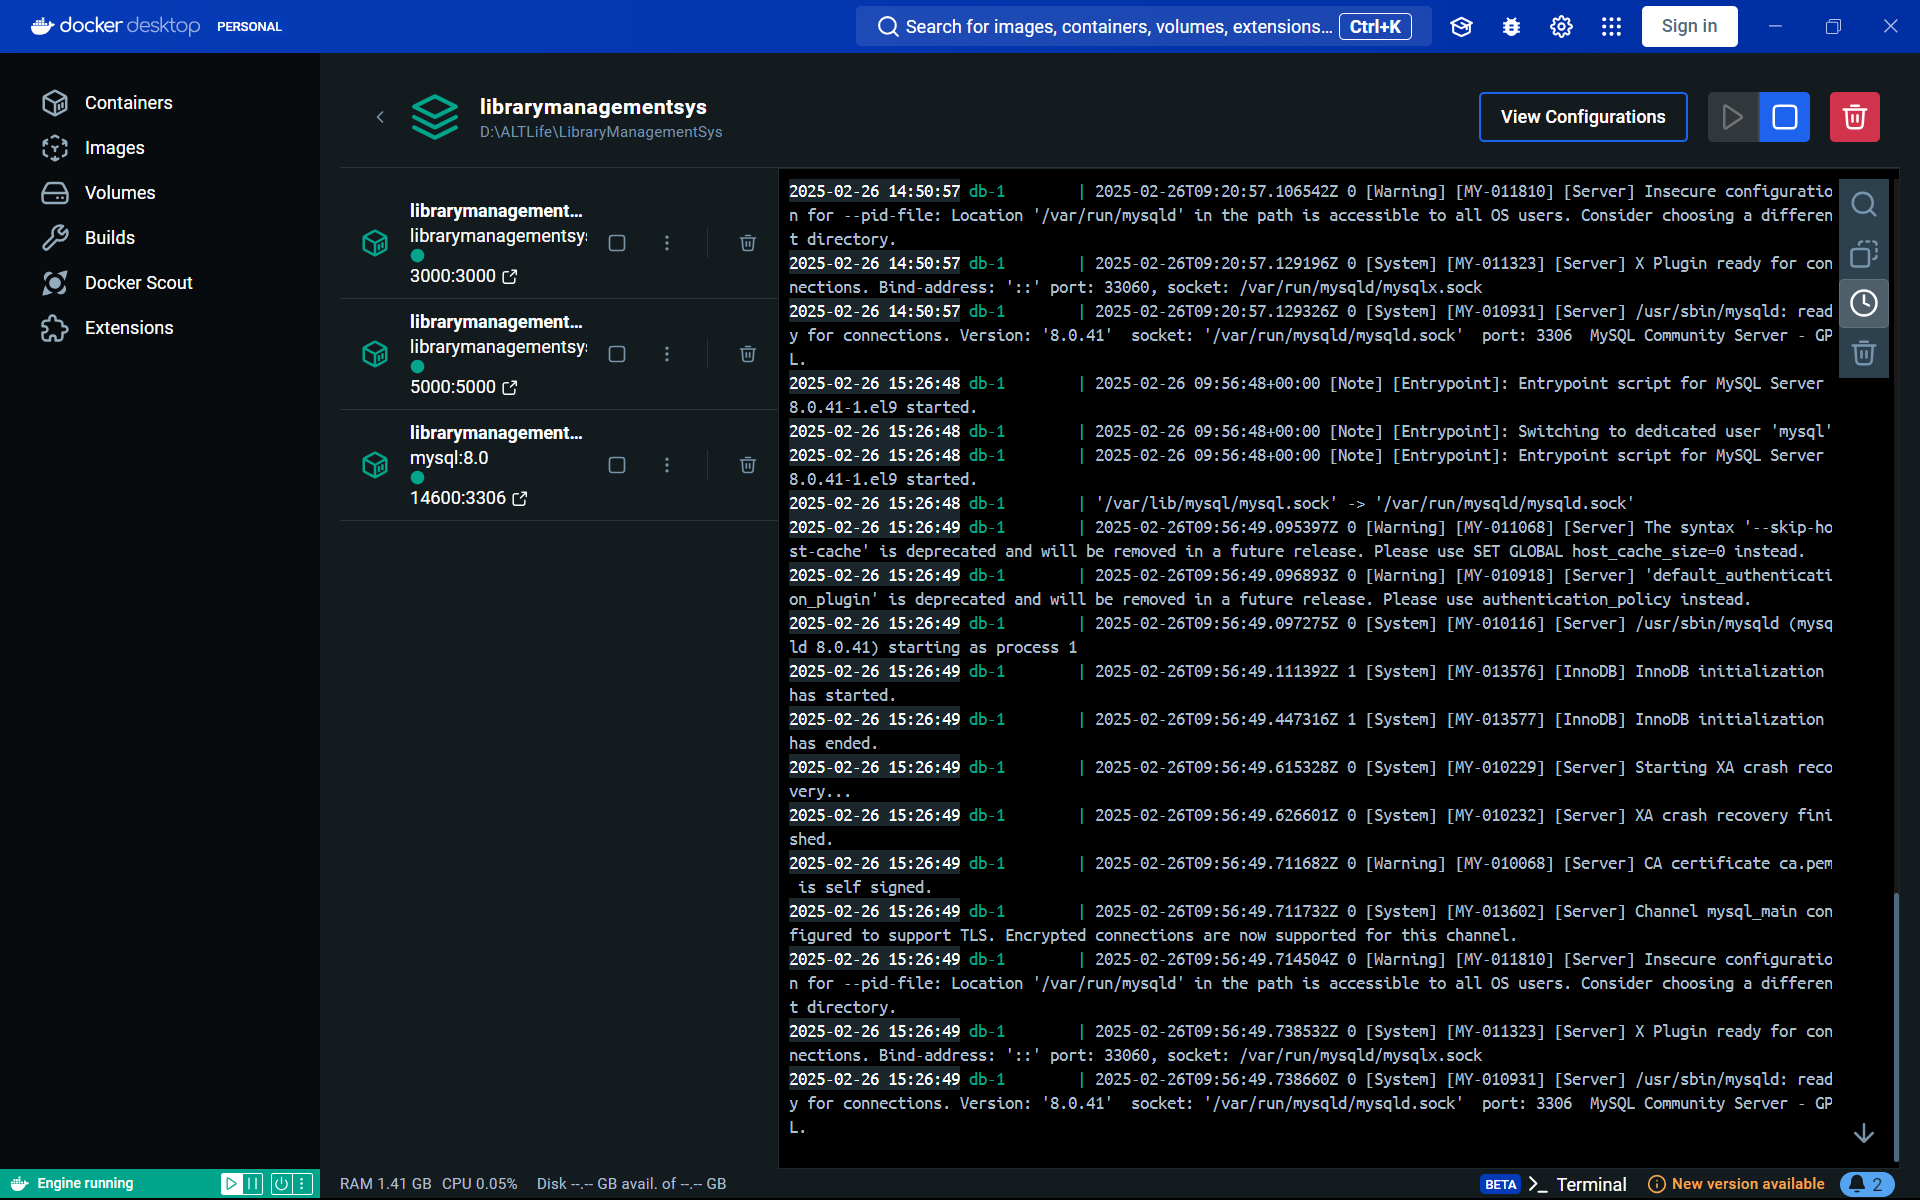 docker desktop PERSONAL
Search for images, containers, volumes, extensions... Ctrl+K
Sign in
Containers
Images
Volumes
Builds
Docker Scout
Extensions
librarymanagementsys
D:\ALTLife\LibraryManagementSys
View Configurations
librarymanagement...
librarymanagementsy
3000:3000
librarymanagement...
librarymanagementsy
5000:5000
librarymanagement...
mysql:8.0
14600:3306
2025-02-26 14:50:57 db-1 | 2025-02-26T09:20:57.106542Z 0 [Warning] [MY-011810] [Server] Insecure configuratio
n for --pid-file: Location '/var/run/mysqld' in the path is accessible to all OS users. Consider choosing a differen
t directory.
2025-02-26 14:50:57 db-1 | 2025-02-26T09:20:57.129196Z 0 [System] [MY-011323] [Server] X Plugin ready for con
nections. Bind-address: '::' port: 33060, socket: /var/run/mysqld/mysqlx.sock
2025-02-26 14:50:57 db-1 | 2025-02-26T09:20:57.129326Z 0 [System] [MY-010931] [Server] /usr/sbin/mysqld: read
y for connections. Version: '8.0.41'  socket: '/var/run/mysqld/mysqld.sock'  port: 3306  MySQL Community Server - GP
L.
2025-02-26 15:26:48 db-1 | 2025-02-26 09:56:48+00:00 [Note] [Entrypoint]: Entrypoint script for MySQL Server
8.0.41-1.el9 started.
2025-02-26 15:26:48 db-1 | 2025-02-26 09:56:48+00:00 [Note] [Entrypoint]: Switching to dedicated user 'mysql'
2025-02-26 15:26:48 db-1 | 2025-02-26 09:56:48+00:00 [Note] [Entrypoint]: Entrypoint script for MySQL Server
8.0.41-1.el9 started.
2025-02-26 15:26:48 db-1 | '/var/lib/mysql/mysql.sock' -> '/var/run/mysqld/mysqld.sock'
2025-02-26 15:26:49 db-1 | 2025-02-26T09:56:49.095397Z 0 [Warning] [MY-011068] [Server] The syntax '--skip-ho
st-cache' is deprecated and will be removed in a future release. Please use SET GLOBAL host_cache_size=0 instead.
2025-02-26 15:26:49 db-1 | 2025-02-26T09:56:49.096893Z 0 [Warning] [MY-010918] [Server] 'default_authenticati
on_plugin' is deprecated and will be removed in a future release. Please use authentication_policy instead.
2025-02-26 15:26:49 db-1 | 2025-02-26T09:56:49.097275Z 0 [System] [MY-010116] [Server] /usr/sbin/mysqld (mysq
ld 8.0.41) starting as process 1
2025-02-26 15:26:49 db-1 | 2025-02-26T09:56:49.111392Z 1 [System] [MY-013576] [InnoDB] InnoDB initialization
has started.
2025-02-26 15:26:49 db-1 | 2025-02-26T09:56:49.447316Z 1 [System] [MY-013577] [InnoDB] InnoDB initialization
has ended.
2025-02-26 15:26:49 db-1 | 2025-02-26T09:56:49.615328Z 0 [System] [MY-010229] [Server] Starting XA crash reco
very...
2025-02-26 15:26:49 db-1 | 2025-02-26T09:56:49.626601Z 0 [System] [MY-010232] [Server] XA crash recovery fini
shed.
2025-02-26 15:26:49 db-1 | 2025-02-26T09:56:49.711682Z 0 [Warning] [MY-010068] [Server] CA certificate ca.pem
is self signed.
2025-02-26 15:26:49 db-1 | 2025-02-26T09:56:49.711732Z 0 [System] [MY-013602] [Server] Channel mysql_main con
figured to support TLS. Encrypted connections are now supported for this channel.
2025-02-26 15:26:49 db-1 | 2025-02-26T09:56:49.714504Z 0 [Warning] [MY-011810] [Server] Insecure configuratio
n for --pid-file: Location '/var/run/mysqld' in the path is accessible to all OS users. Consider choosing a differen
t directory.
2025-02-26 15:26:49 db-1 | 2025-02-26T09:56:49.738532Z 0 [System] [MY-011323] [Server] X Plugin ready for con
nections. Bind-address: '::' port: 33060, socket: /var/run/mysqld/mysqlx.sock
2025-02-26 15:26:49 db-1 | 2025-02-26T09:56:49.738660Z 0 [System] [MY-010931] [Server] /usr/sbin/mysqld: read
y for connections. Version: '8.0.41'  socket: '/var/run/mysqld/mysqld.sock'  port: 3306  MySQL Community Server - GP
L.
Engine running
RAM 1.41 GB CPU 0.05% Disk --.-- GB avail. of --.-- GB
BETA >_ Terminal
New version available
2